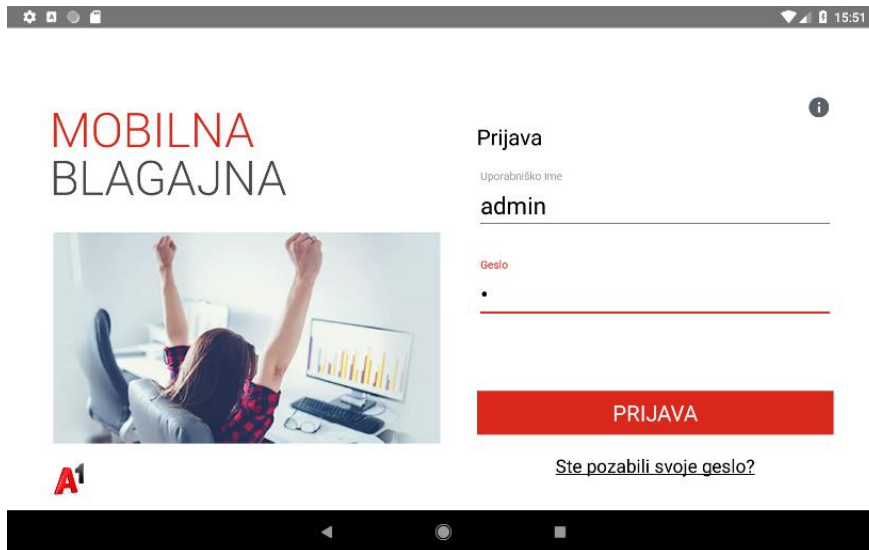 15:51
MOBILNA
BLAGAJNA
Prijava
Uporabniško ime
admin
Geslo
•
PRIJAVA
Ste pozabili svoje geslo?
A1